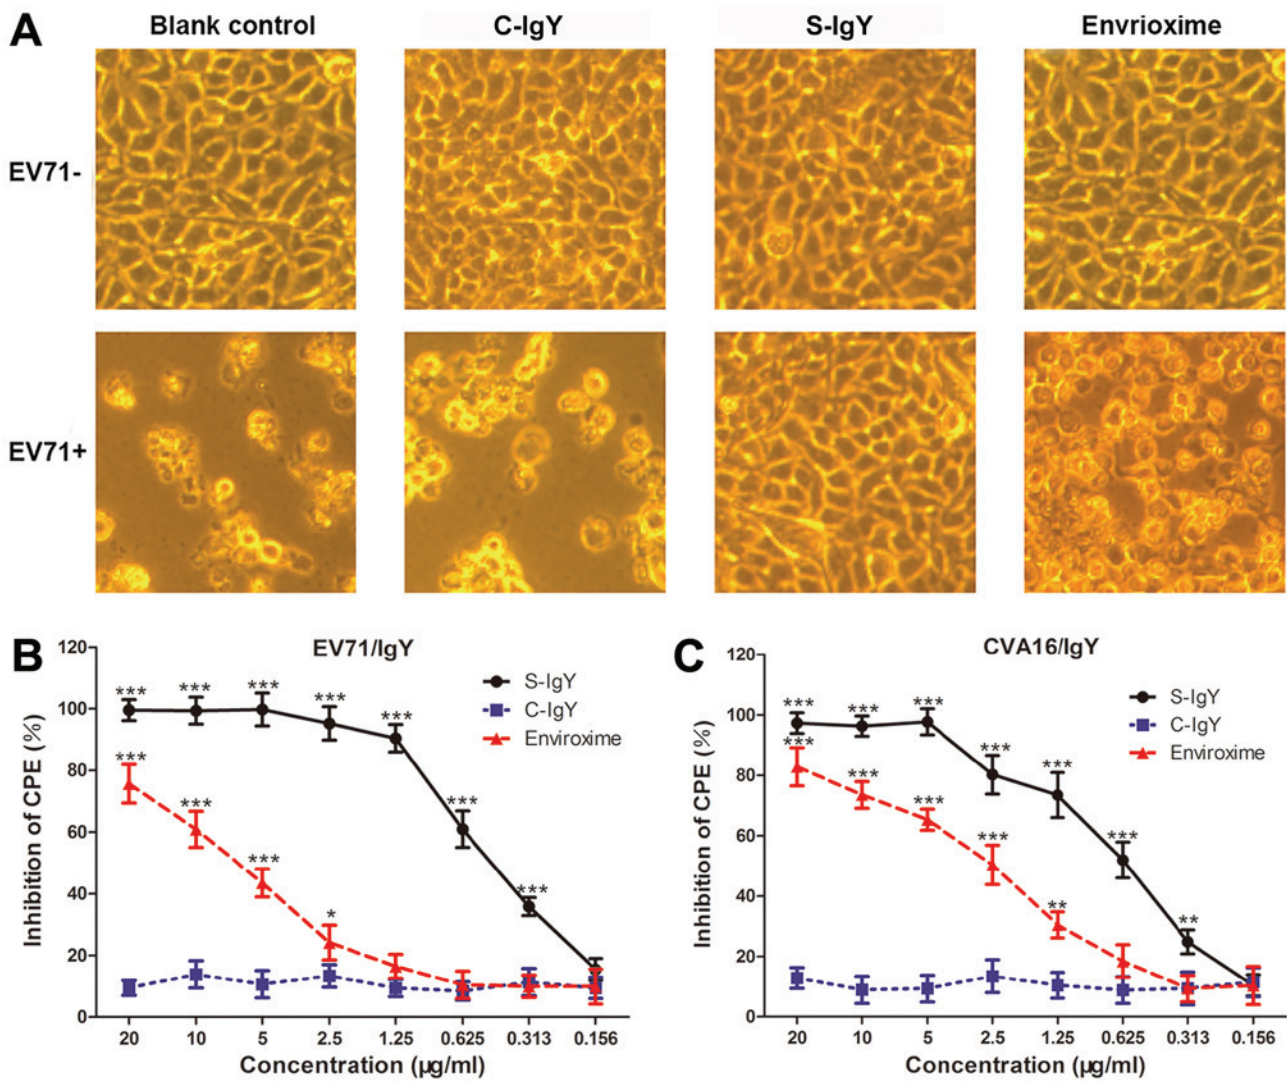 A
Blank control
C-IgY
S-IgY
Envrioxime
EV71-
EV71+
B
EV71/IgY
120
100
80
60
40
20
0
Inhibition of CPE (%)
S-IgY
C-IgY
Enviroxime
***
***
***
***
***
***
***
***
***
***
*
20
10
5
2.5
1.25
0.625
0.313
0.156
Concentration (µg/ml)
C
CVA16/IgY
120
100
80
60
40
20
0
Inhibition of CPE (%)
S-IgY
C-IgY
Enviroxime
***
***
***
***
***
***
**
***
***
***
***
**
20
10
5
2.5
1.25
0.625
0.313
0.156
Concentration (µg/ml)